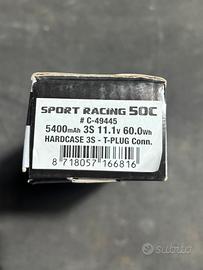 SPORT RACING 50C
# C-49445
5400mAh 3S 11.1v 60.0Wh
HARDCASE 3S - T-PLUG Conn.
8 718057 166816
subito